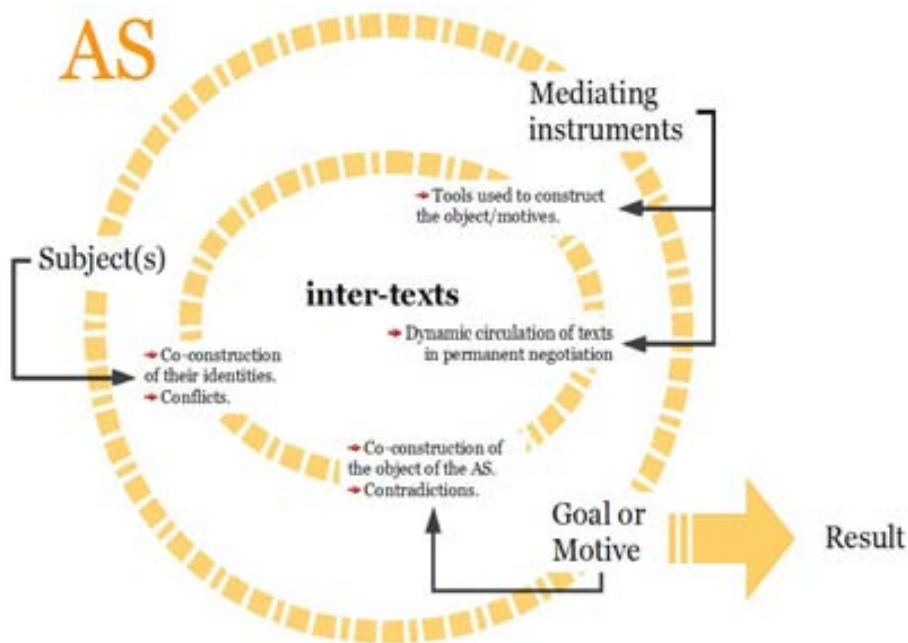 AS
Mediating
instruments
➔ Tools used to construct
the object/motives.
Subject(s)
inter-texts
➔ Dynamic circulation of texts
in permanent negotiation
➔ Co-construction
of their identities.
➔ Conflicts.
➔ Co-construction of
the object of the AS.
➔ Contradictions.
Goal or
Motive
Result